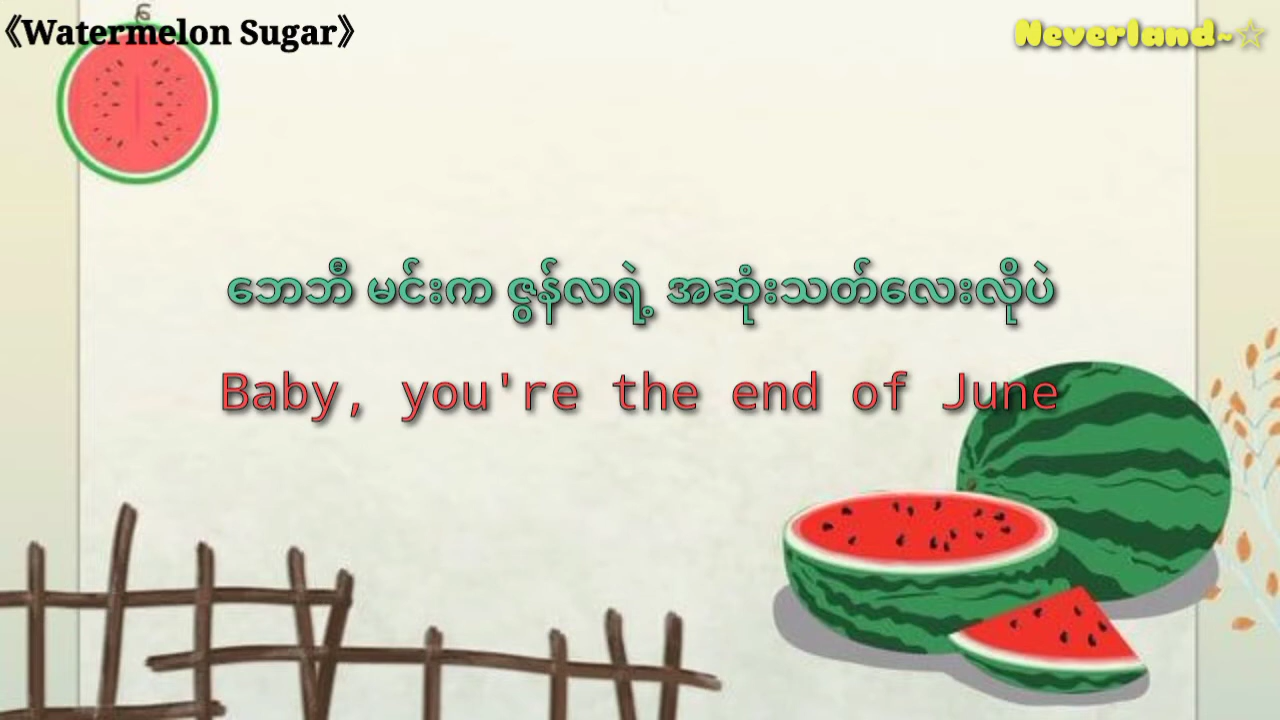 《Watermelon Sugar》
Neverland~☆
ဘေဘီ မင်းက ဇွန်လရဲ့ အဆုံးသတ်လေးလိုပဲ
Baby, you're the end of June